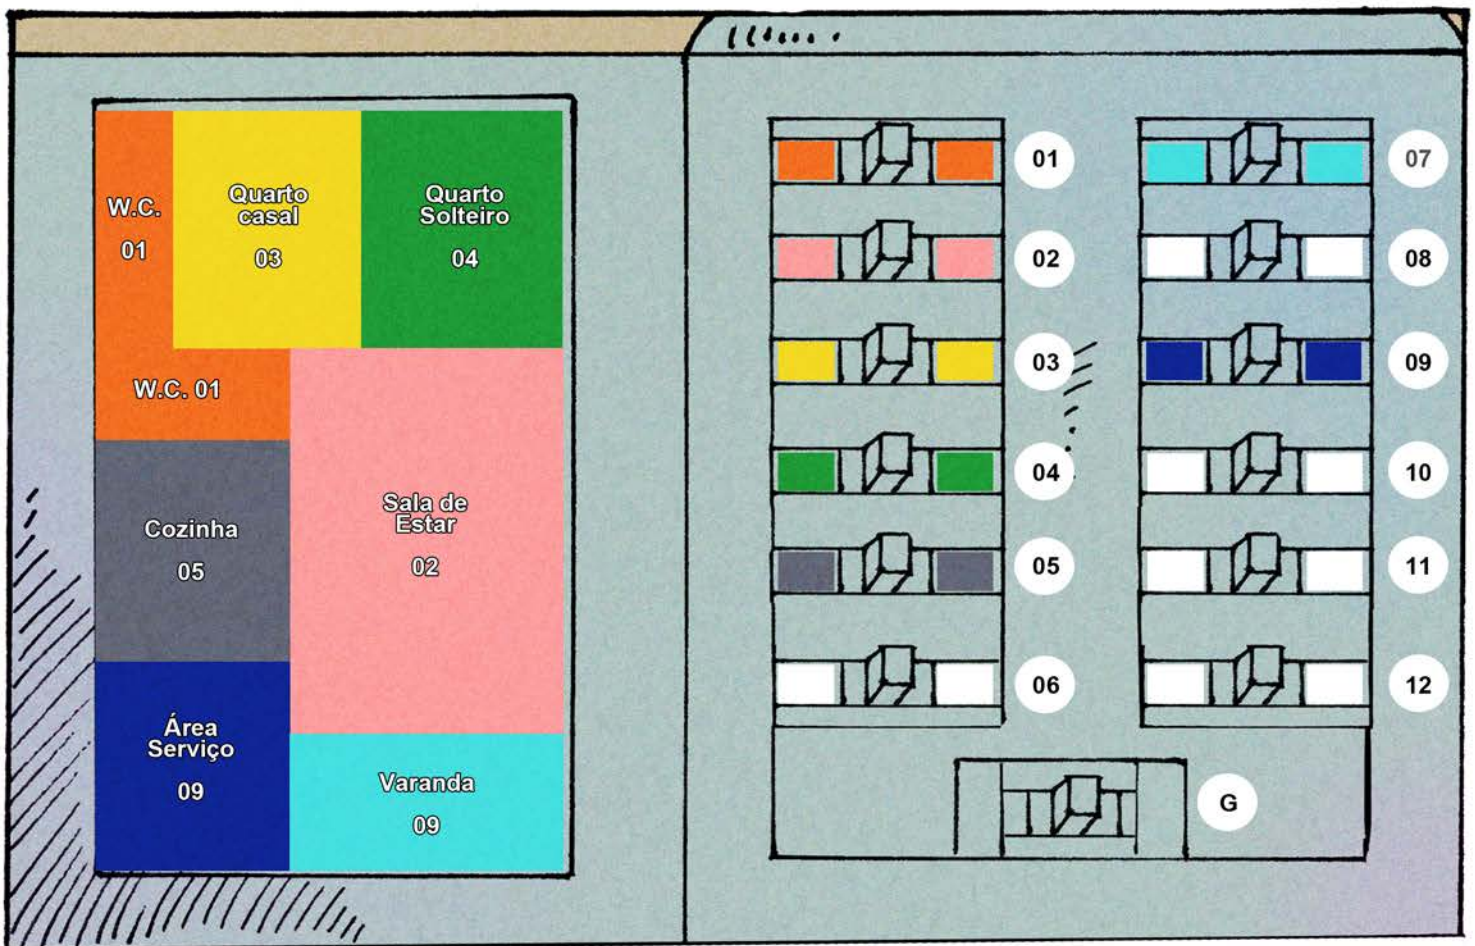 W.C.
01
Quarto
casal
03
Quarto
Solteiro
04
W.C. 01
Cozinha
05
Sala de
Estar
02
Área
Serviço
09
Varanda
09
01
02
03
04
05
06
07
08
09
10
11
12
G